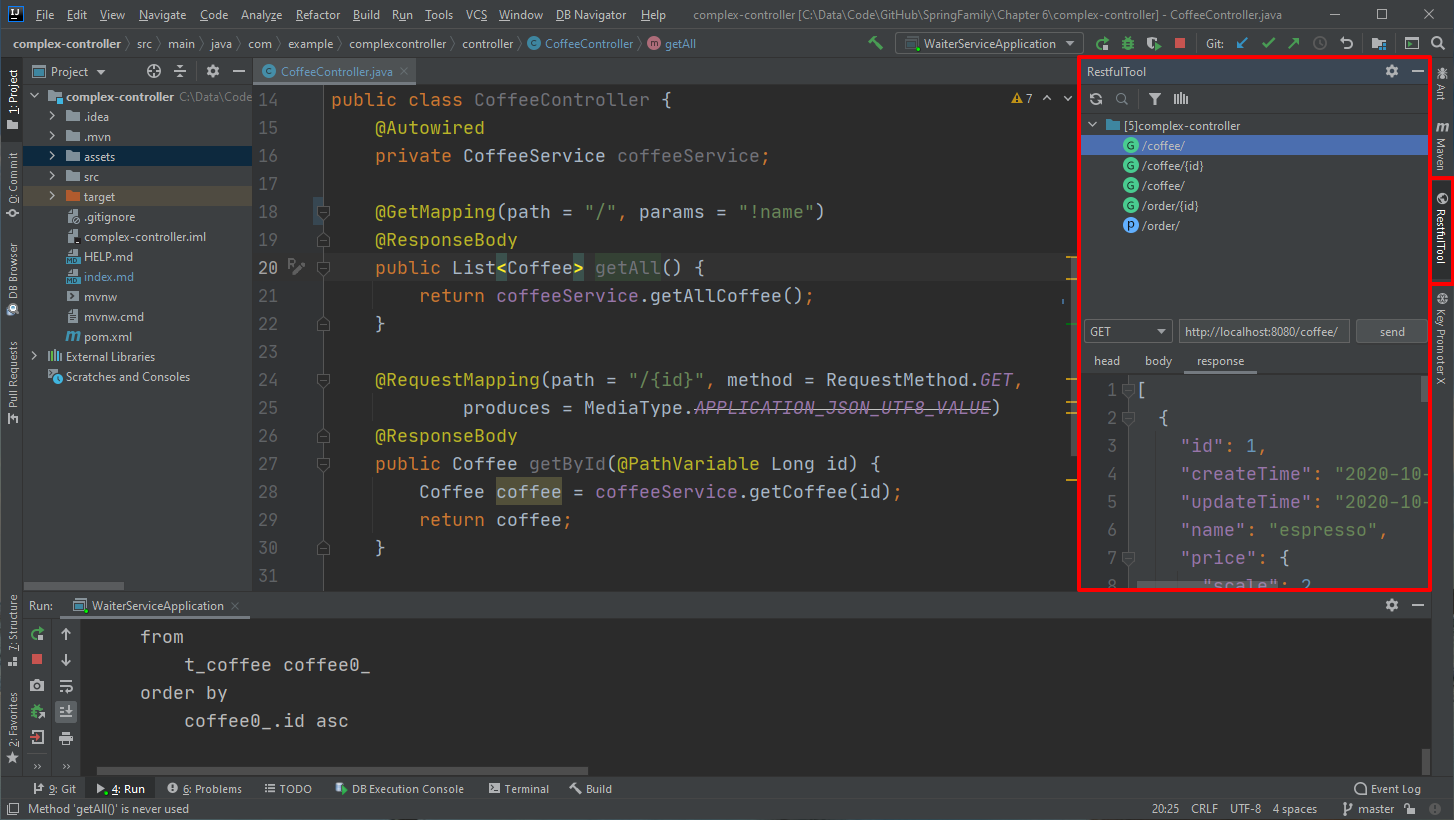 File Edit View Navigate Code Analyze Refactor Build Run Tools VCS Window DB Navigator Help complex-controller [C:\Data\Code\GitHub\SpringFamily\Chapter 6\complex-controller] - CoffeeController.java
complex-controller src main java com example complexcontroller controller CoffeeController getAll WaiterServiceApplication Git:
1: Project
0: Commit
DB Browser
Pull Requests
7: Structure
2: Favorites
Project
complex-controller C:\Data\Code
.idea
.mvn
assets
src
target
.gitignore
complex-controller.iml
HELP.md
index.md
mvnw
mvnw.cmd
pom.xml
External Libraries
Scratches and Consoles
CoffeeController.java
7
14 public class CoffeeController {
15 @Autowired
16 private CoffeeService coffeeService;
17
18 @GetMapping(path = "/", params = "!name")
19 @ResponseBody
20 public List<Coffee> getAll() {
21 return coffeeService.getAllCoffee();
22 }
23
24 @RequestMapping(path = "/{id}", method = RequestMethod.GET,
25 produces = MediaType.APPLICATION_JSON_UTF8_VALUE)
26 @ResponseBody
27 public Coffee getById(@PathVariable Long id) {
28 Coffee coffee = coffeeService.getCoffee(id);
29 return coffee;
30 }
31
RestfulTool
[5]complex-controller
G /coffee/
G /coffee/{id}
G /coffee/
G /order/{id}
P /order/
GET http://localhost:8080/coffee/ send
head body response
1 [
2 {
3 "id": 1,
4 "createTime": "2020-10-
5 "updateTime": "2020-10-
6 "name": "espresso",
7 "price": {
8 "scale": 2
Ant
Maven
RestfulTool
Key Promoter X
Run: WaiterServiceApplication
from
t_coffee coffee0_
order by
coffee0_.id asc
9: Git 4: Run 6: Problems TODO DB Execution Console Terminal Build Event Log
Method 'getAll()' is never used 20:25 CRLF UTF-8 4 spaces master